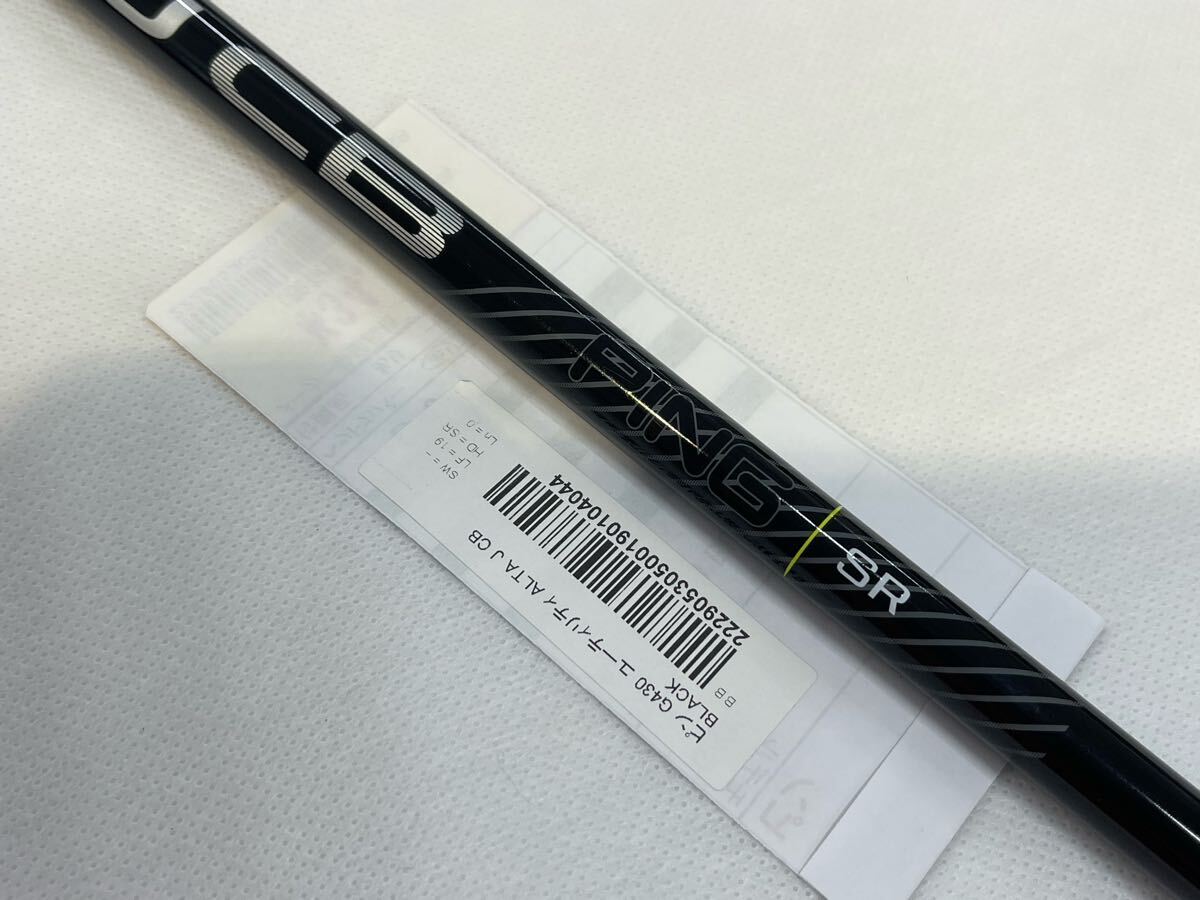 CB
PING
SR
ピン G430 ユーティリティ ALTA J CB
BLACK
BB
2229053050019010404​4
SW = -
LF = 19
HD = SR
Ln = 0